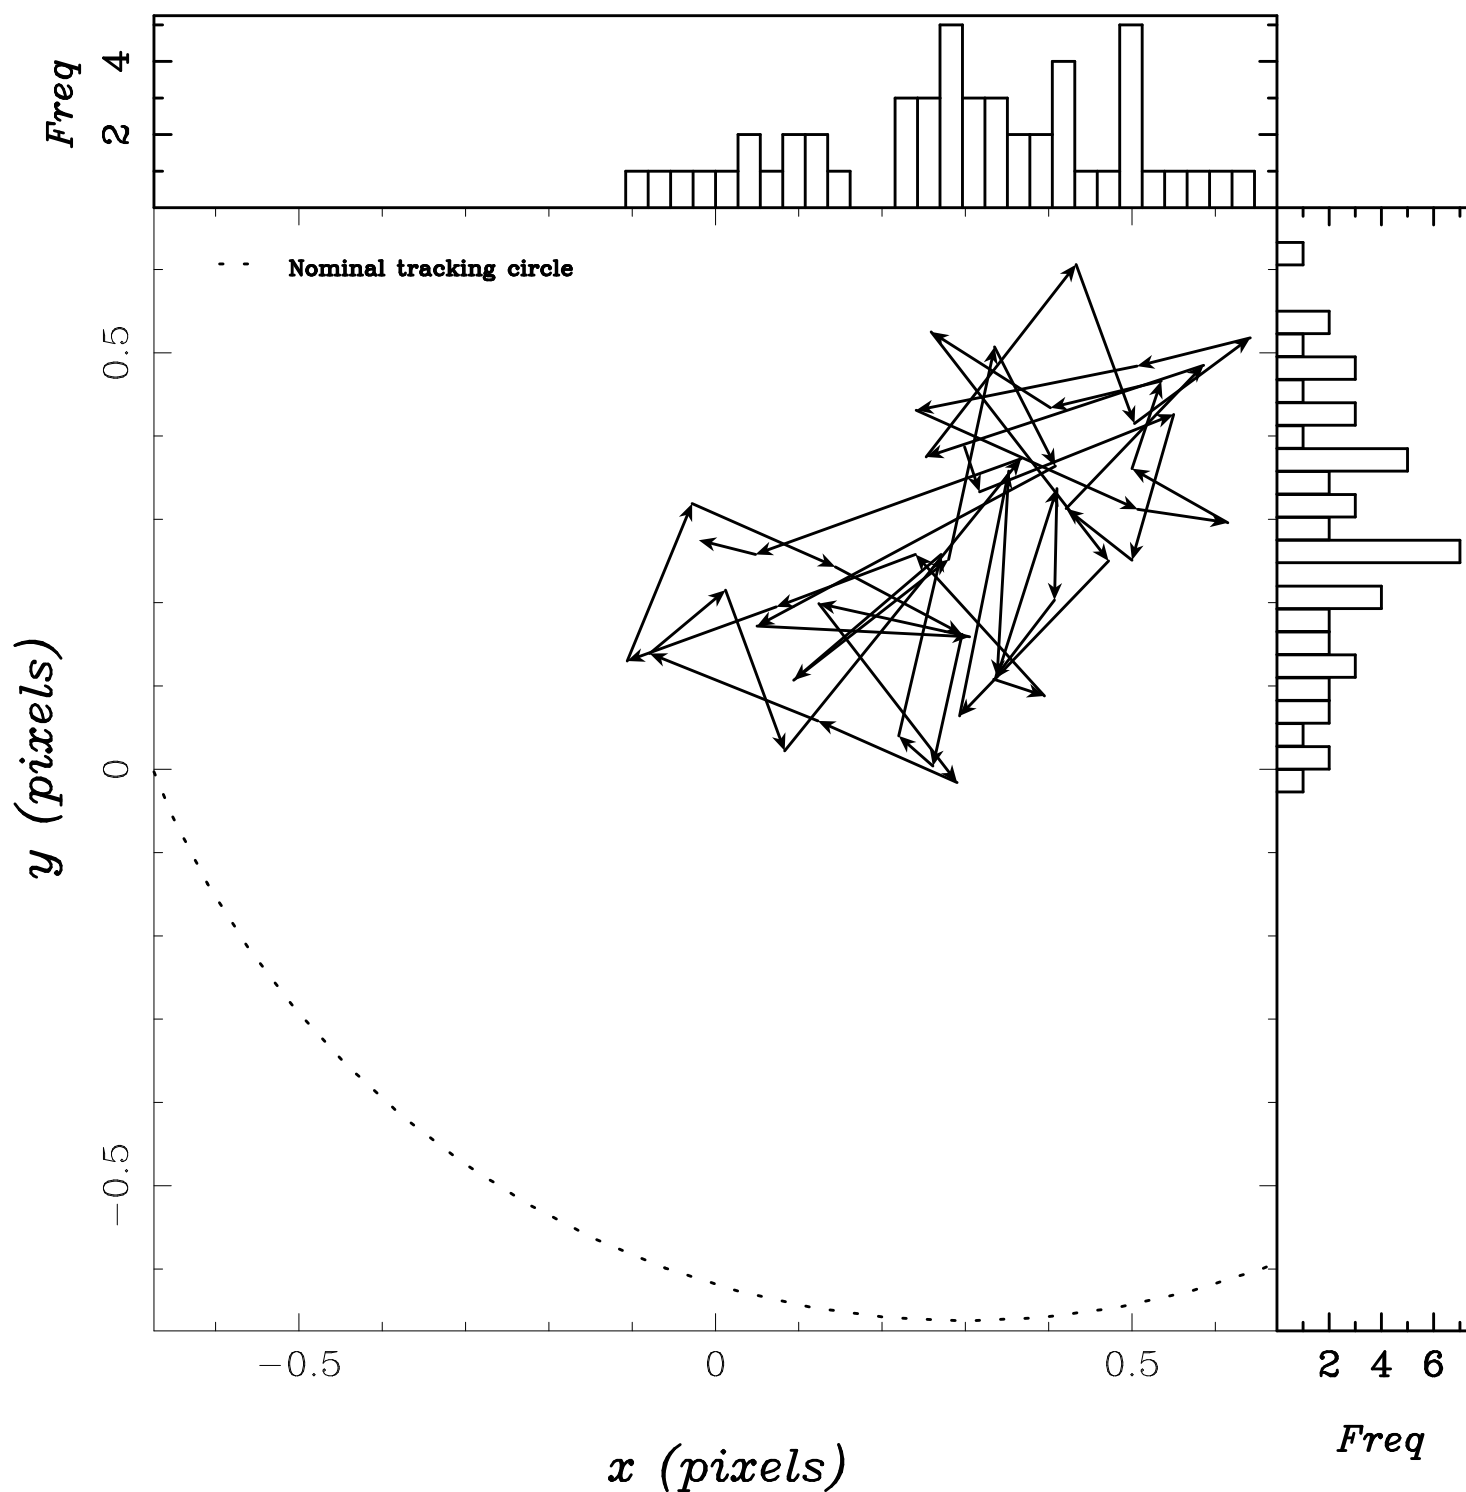 Freq
4
2
Nominal tracking circle
0.5
0
−0.5
y (pixels)
−0.5 0 0.5
2 4 6
Freq
x (pixels)